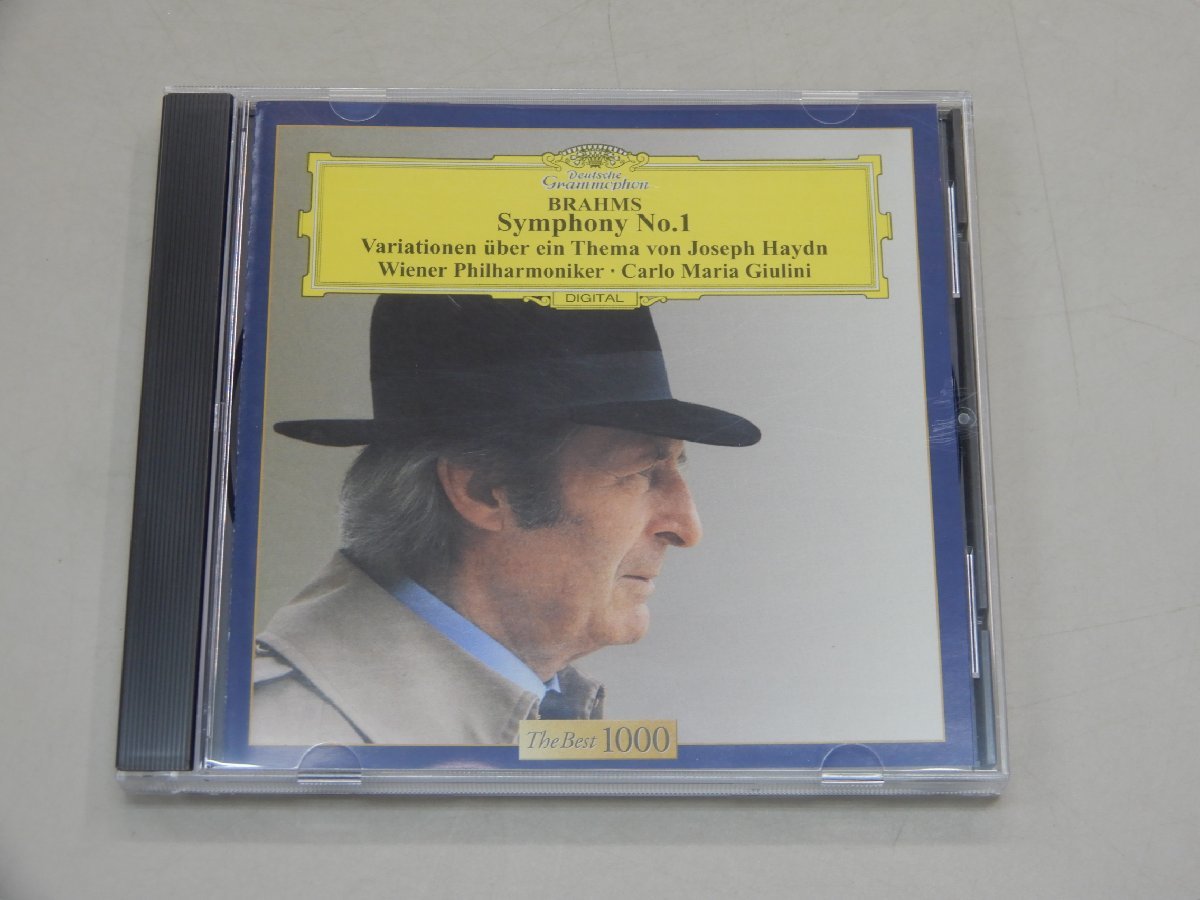 Deutsche
Grammophon
BRAHMS
Symphony No.1
Variationen über ein Thema von Joseph Haydn
Wiener Philharmoniker · Carlo Maria Giulini
DIGITAL
The Best 1000